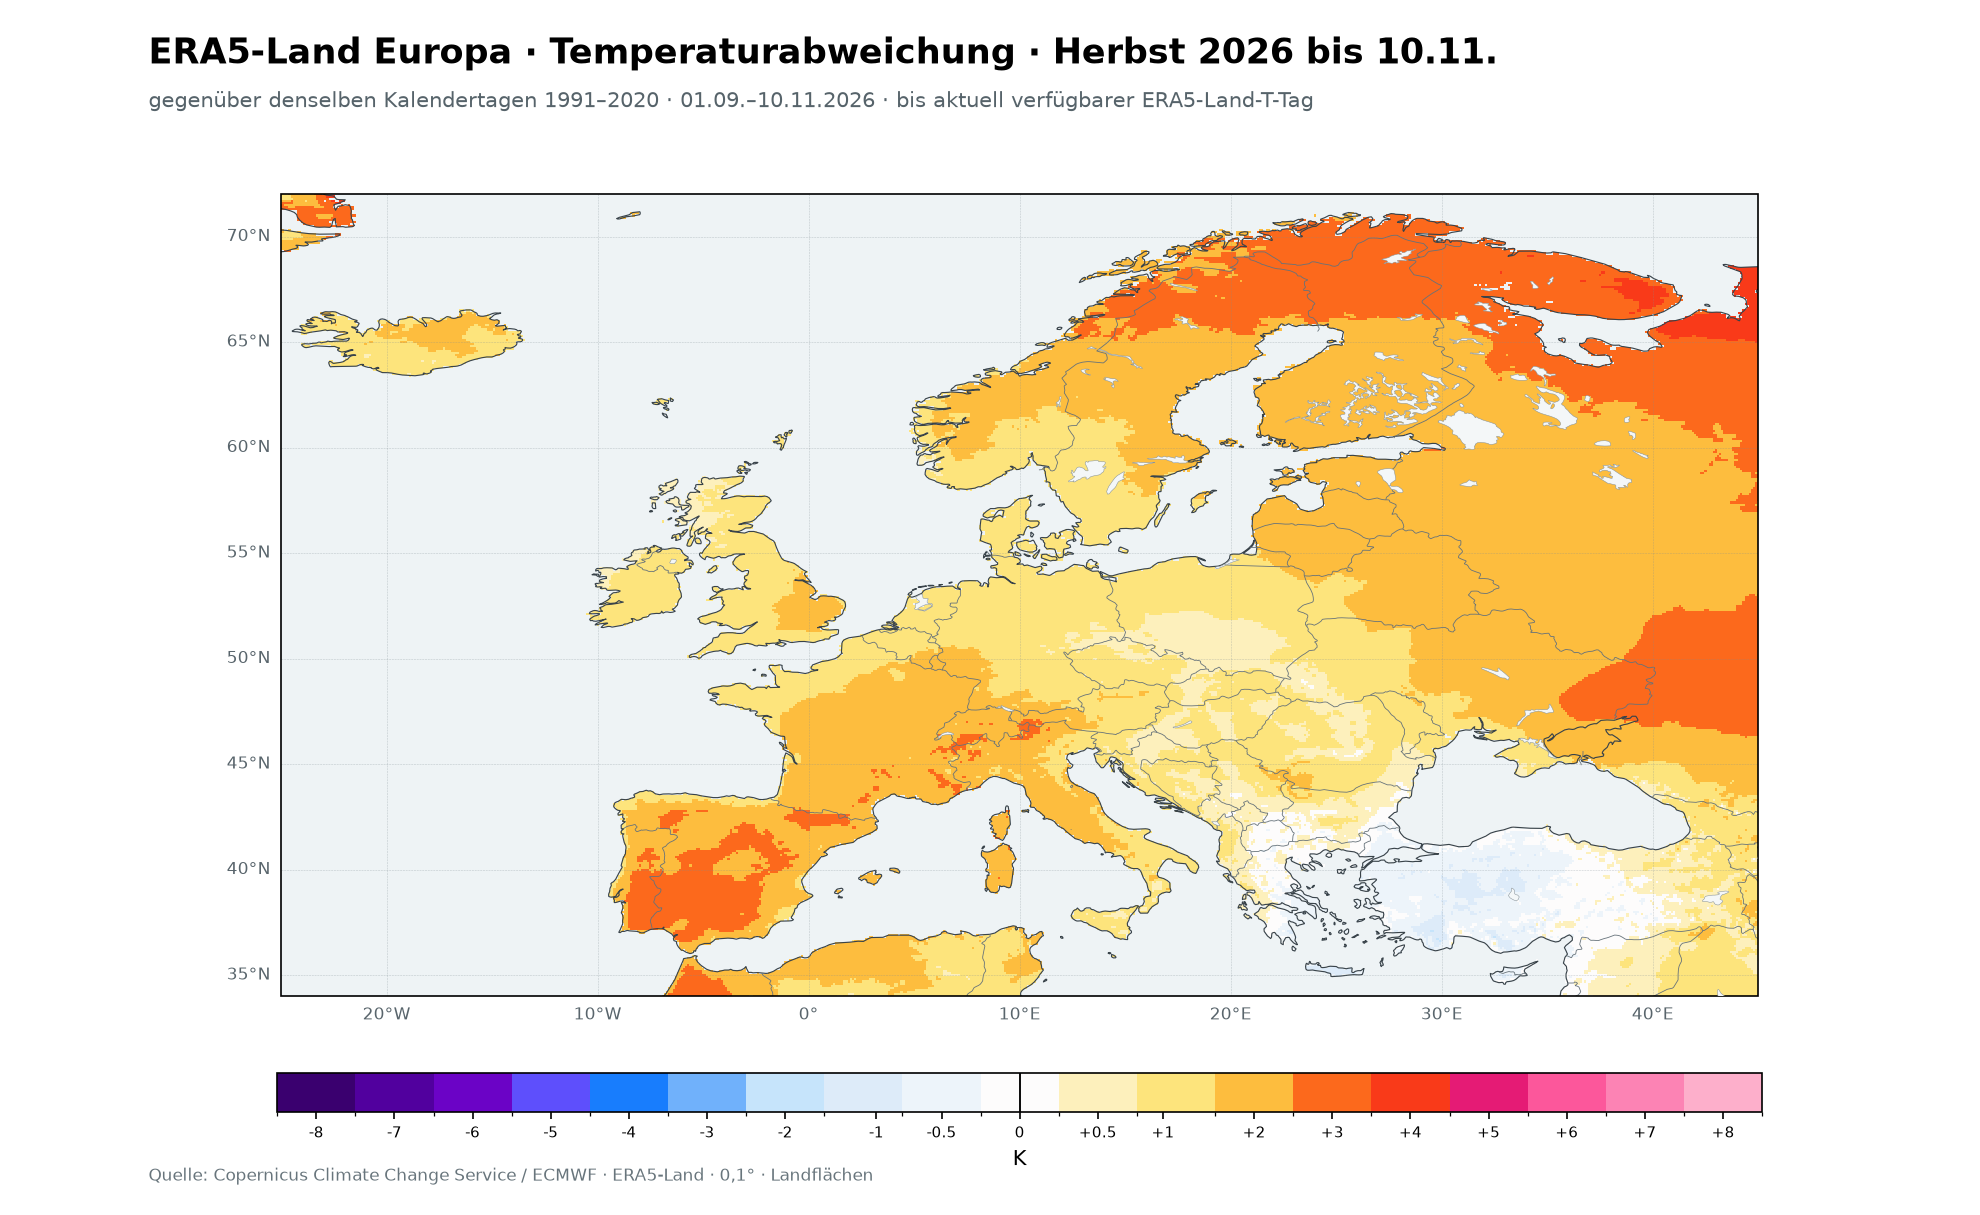 ERA5-Land Europa · Temperaturabweichung · Herbst 2026 bis 10.11.
gegenüber denselben Kalendertagen 1991–2020 · 01.09.–10.11.2026 · bis aktuell verfügbarer ERA5-Land-T-Tag
70°N
65°N
60°N
55°N
50°N
45°N
40°N
35°N
20°W 10°W 0° 10°E 20°E 30°E 40°E
-8 -7 -6 -5 -4 -3 -2 -1 -0.5 0 +0.5 +1 +2 +3 +4 +5 +6 +7 +8
K
Quelle: Copernicus Climate Change Service / ECMWF · ERA5-Land · 0,1° · Landflächen